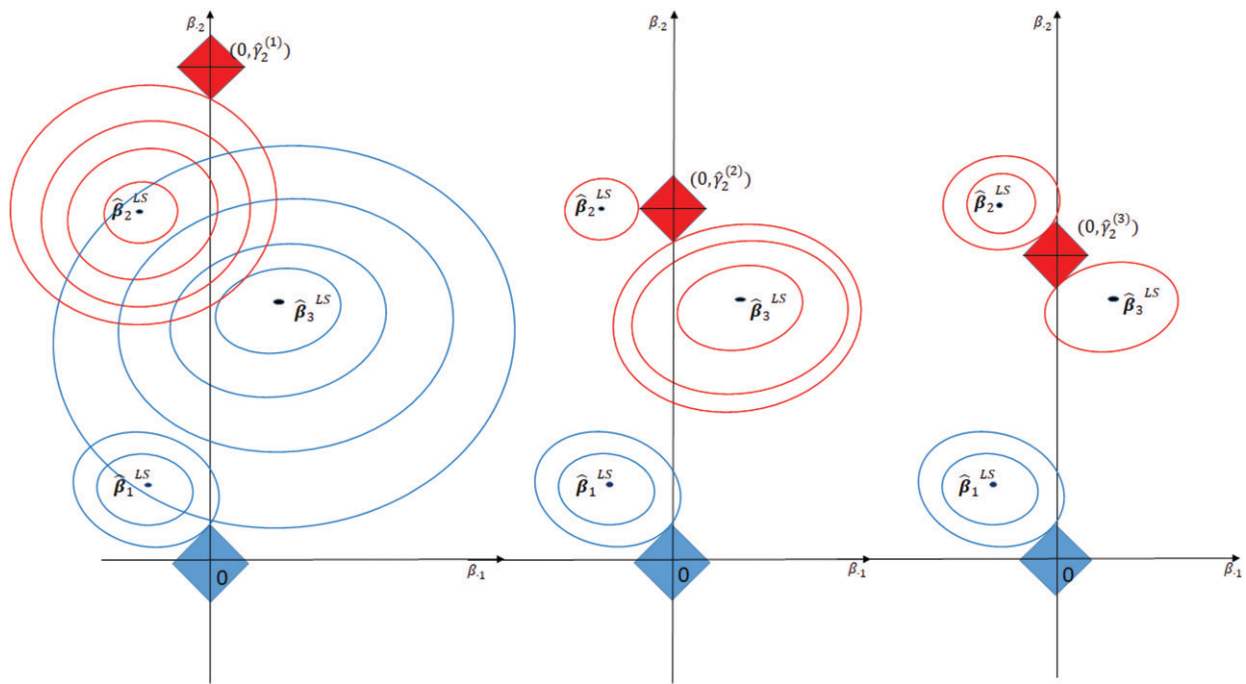 β.₂
(0, γ̂₂⁽¹⁾)
β̂₂ᴸˢ
β̂₃ᴸˢ
β̂₁ᴸˢ
0
β.₁
β.₂
(0, γ̂₂⁽²⁾)
β̂₂ᴸˢ
β̂₃ᴸˢ
β̂₁ᴸˢ
0
β.₁
β.₂
(0, γ̂₂⁽³⁾)
β̂₂ᴸˢ
β̂₃ᴸˢ
β̂₁ᴸˢ
0
β.₁